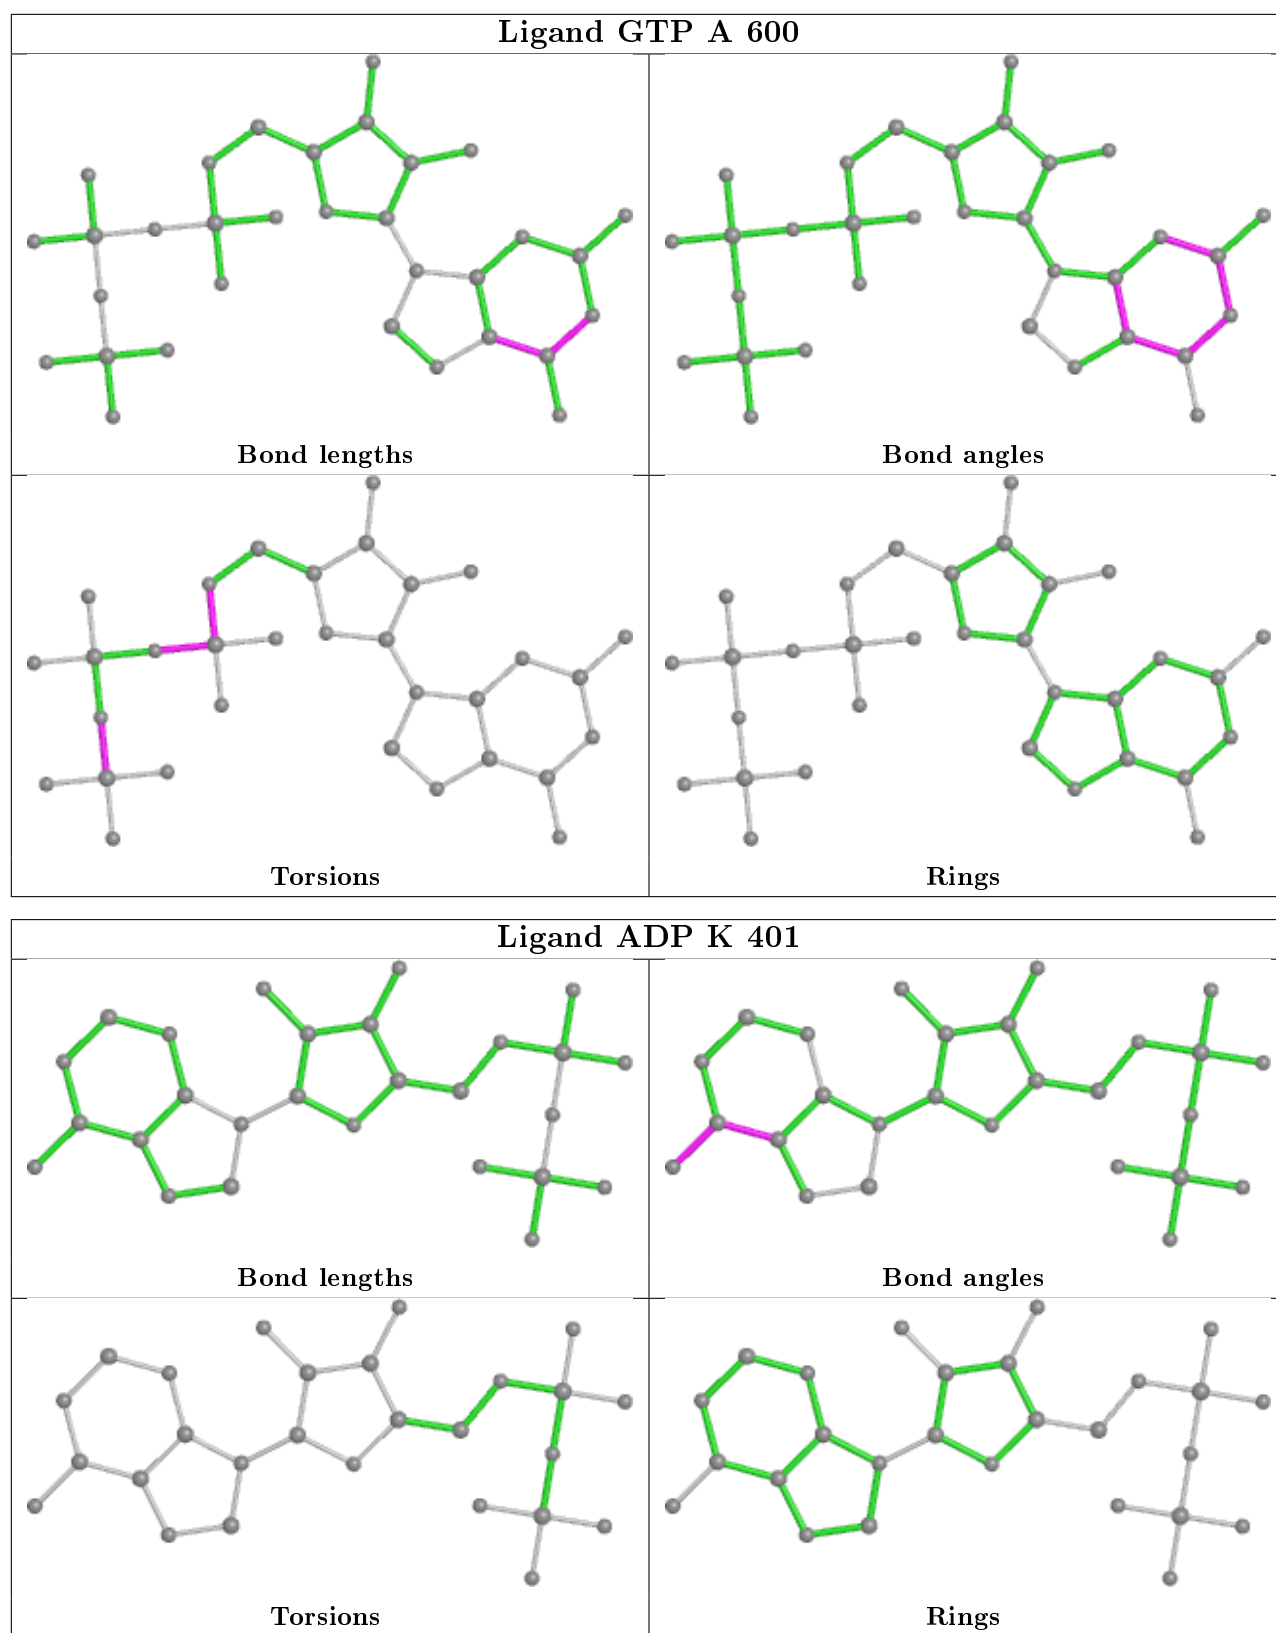 Ligand GTP A 600
Bond lengths
Bond angles
Torsions
Rings
Ligand ADP K 401
Bond lengths
Bond angles
Torsions
Rings